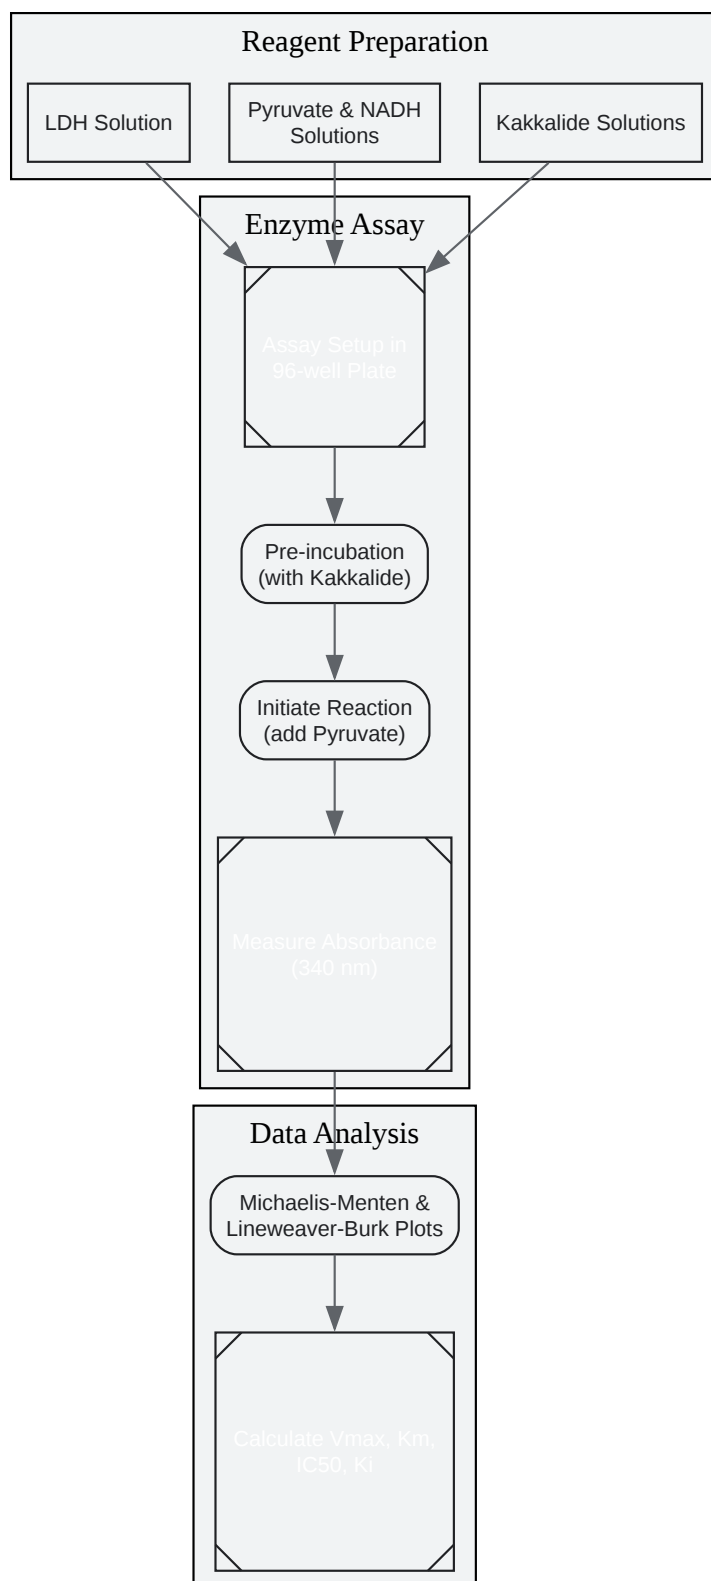 Reagent Preparation
LDH Solution
Pyruvate & NADH
Solutions
Kakkalide Solutions
Enzyme Assay
Assay Setup in
96-well Plate
Pre-incubation
(with Kakkalide)
Initiate Reaction
(add Pyruvate)
Measure Absorbance
(340 nm)
Data Analysis
Michaelis-Menten &
Lineweaver-Burk Plots
Calculate Vmax, Km,
IC50, Ki